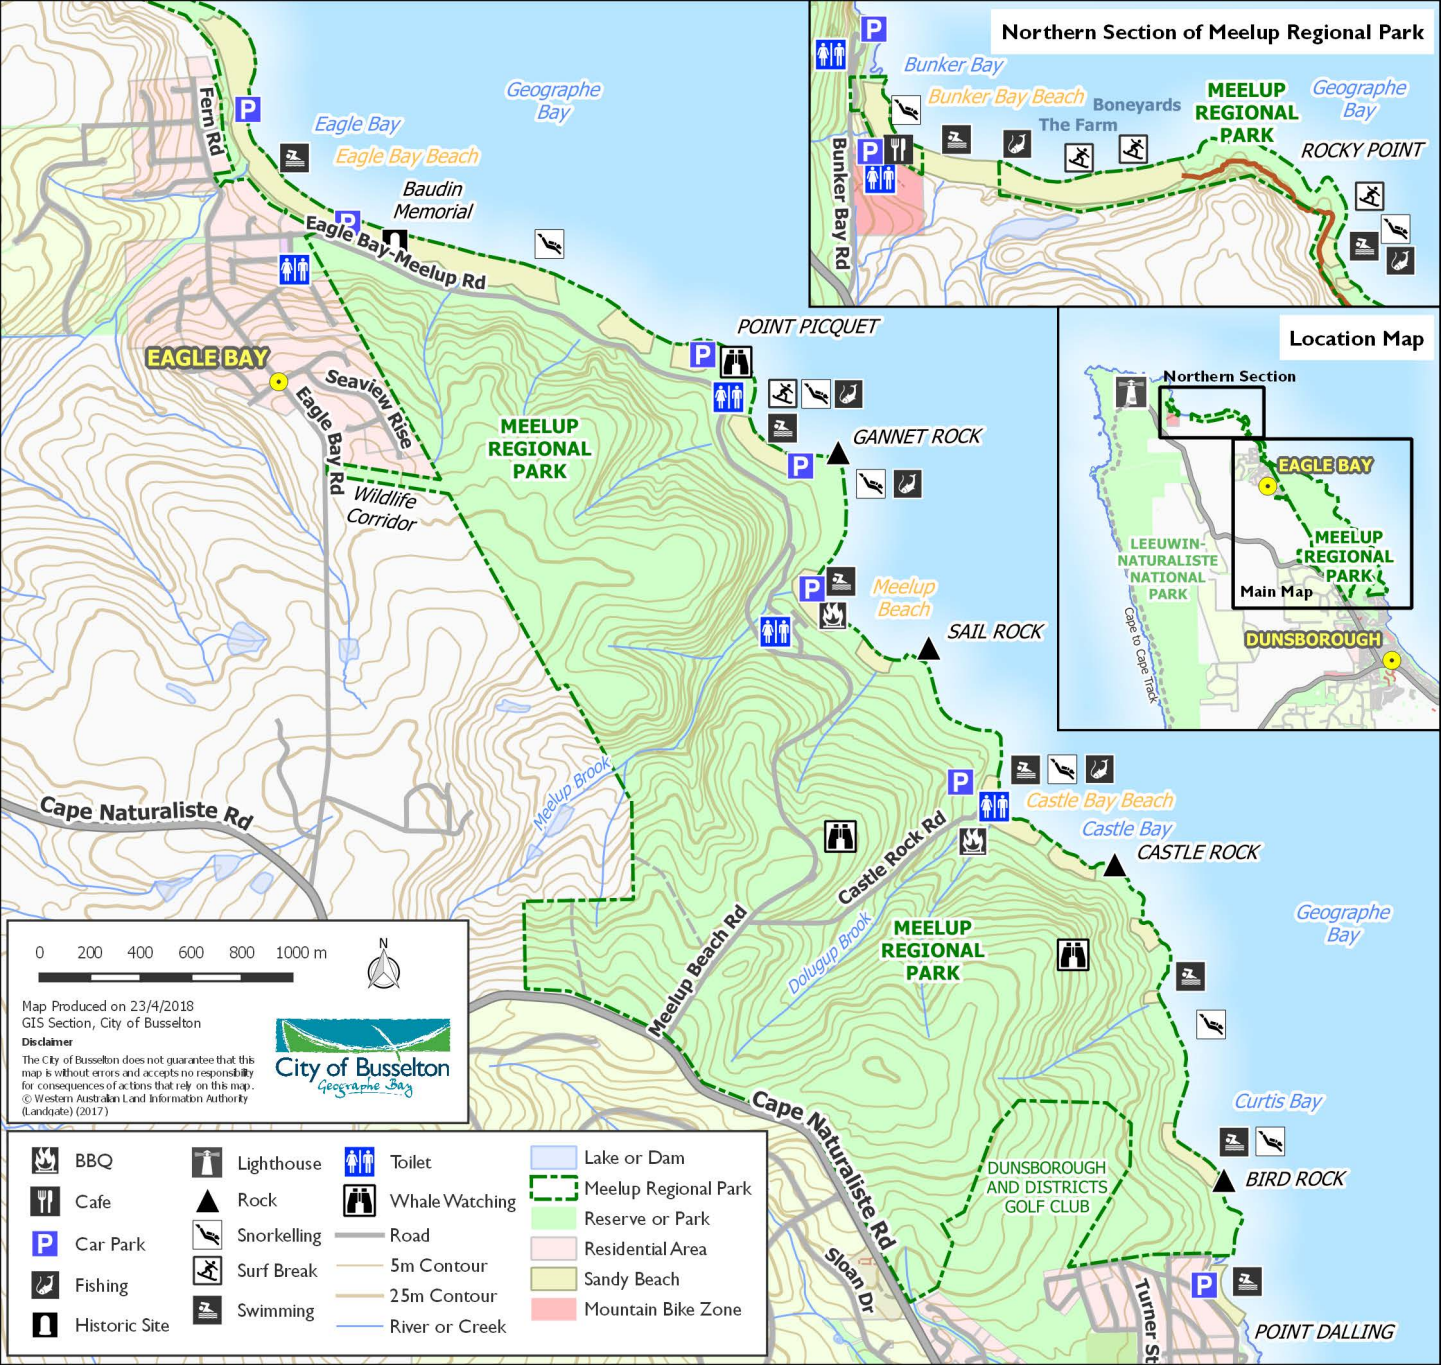 Northern Section of Meelup Regional Park
Bunker Bay
Bunker Bay Beach
Boneyards
The Farm
MEELUP
REGIONAL
PARK
Geographe
Bay
ROCKY POINT
Bunker Bay Rd
Location Map
Northern Section
EAGLE BAY
MEELUP
REGIONAL
PARK
LEEUWIN-
NATURALISTE
NATIONAL
PARK
Main Map
DUNSBOROUGH
Cape to Cape Track
Fern Rd
Eagle Bay
Eagle Bay Beach
Geographe
Bay
Baudin
Memorial
Eagle Bay-Meelup Rd
POINT PICQUET
EAGLE BAY
Seaview Rise
Eagle Bay Rd
MEELUP
REGIONAL
PARK
GANNET ROCK
Wildlife
Corridor
Meelup
Beach
SAIL ROCK
Meelup Brook
Cape Naturaliste Rd
Castle Bay Beach
Castle Bay
CASTLE ROCK
Castle Rock Rd
Meelup Beach Rd
Dolugup Brook
MEELUP
REGIONAL
PARK
Geographe
Bay
Curtis Bay
BIRD ROCK
DUNSBOROUGH
AND DISTRICTS
GOLF CLUB
Cape Naturaliste Rd
Sloan Dr
Turner St
POINT DALLING
0 200 400 600 800 1000 m
N
Map Produced on 23/4/2018
GIS Section, City of Busselton
Disclaimer
The City of Busselton does not guarantee that this
map is without errors and accepts no responsibility
for consequences of actions that rely on this map.
© Western Australian Land Information Authority
(Landgate) (2017)
City of Busselton
Geographe Bay
BBQ
Cafe
P Car Park
Fishing
Historic Site
Lighthouse
Rock
Snorkelling
Surf Break
Swimming
Toilet
Whale Watching
Road
5m Contour
25m Contour
River or Creek
Lake or Dam
Meelup Regional Park
Reserve or Park
Residential Area
Sandy Beach
Mountain Bike Zone
P
P
P
P
P
P
P
P
P
P